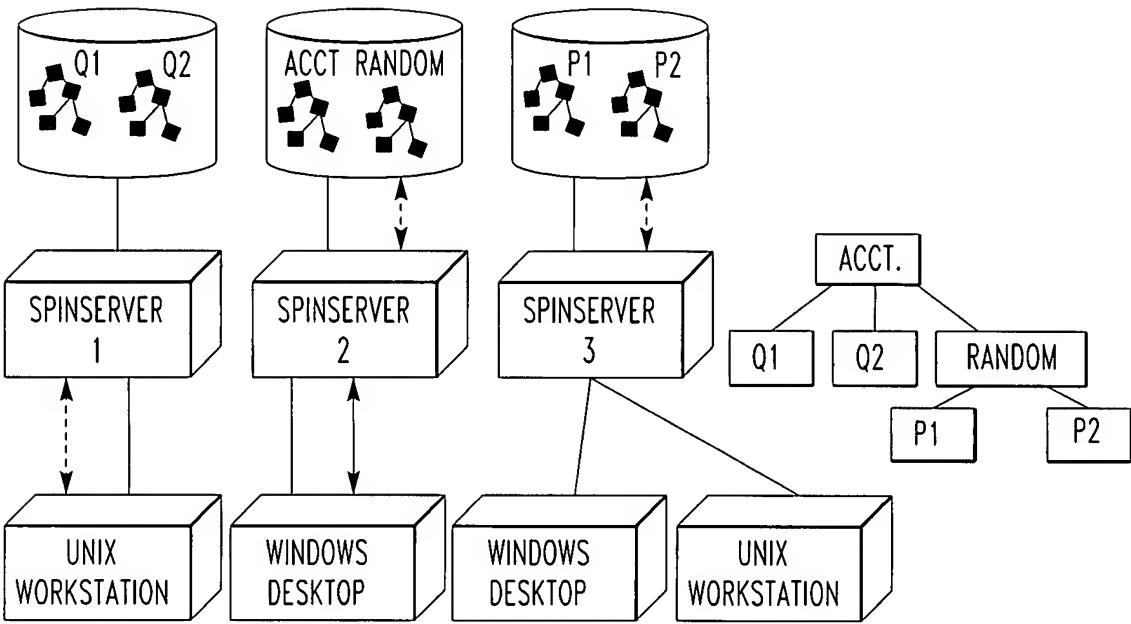 Q1
Q2
ACCT RANDOM
P1
P2
SPINSERVER
1
SPINSERVER
2
SPINSERVER
3
ACCT.
Q1
Q2
RANDOM
P1
P2
UNIX
WORKSTATION
WINDOWS
DESKTOP
WINDOWS
DESKTOP
UNIX
WORKSTATION